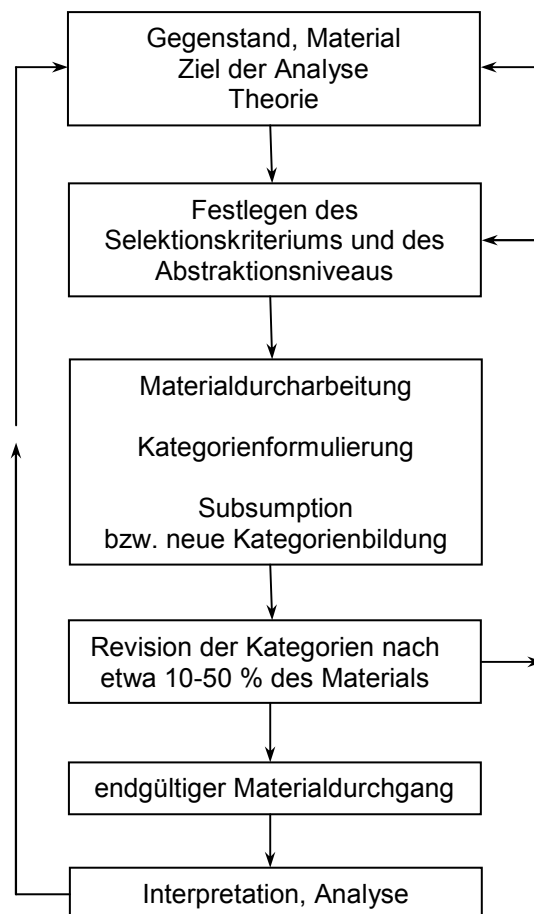 Gegenstand, Material
Ziel der Analyse
Theorie
Festlegen des
Selektionskriteriums und des
Abstraktionsniveaus
Materialdurcharbeitung
Kategorienformulierung
Subsumption
bzw. neue Kategorienbildung
Revision der Kategorien nach
etwa 10-50 % des Materials
endgültiger Materialdurchgang
Interpretation, Analyse